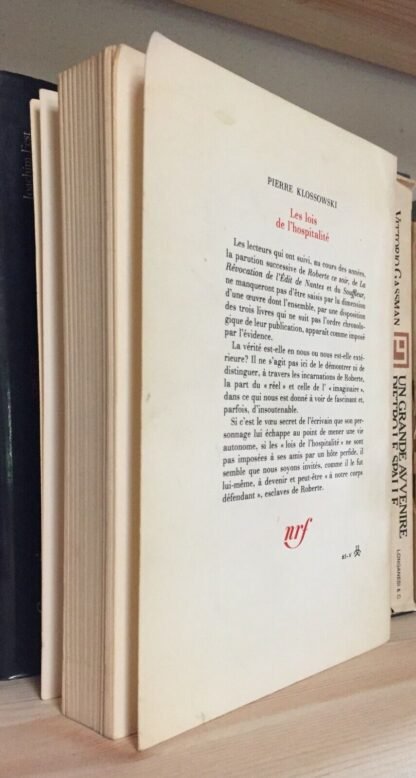 Joachim Fest
PIERRE KLOSSOWSKI
Les lois
de l'hospitalité
Les lecteurs qui ont suivi, au cours des années,
la parution successive de Roberte ce soir, de La
Révocation de l'Édit de Nantes et du Souffleur,
ne manqueront pas d'être saisis par la dimension
d'une œuvre dont l'ensemble, par une disposition
des trois livres qui ne suit pas l'ordre chronolo-
gique de leur publication, apparaît comme imposé
par l'évidence.
La vérité est-elle en nous ou nous est-elle exté-
rieure? Il ne s'agit pas ici de le démontrer ni de
distinguer, à travers les incarnations de Roberte,
la part du « réel » et celle de l' « imaginaire »,
dans ce qui nous est donné à voir de fascinant et,
parfois, d'insoutenable.
Si c'est le vœu secret de l'écrivain que son per-
sonnage lui échappe au point de mener une vie
autonome, si les « lois de l'hospitalité » ne sont
pas imposées à ses amis par un hôte perfide, il
semble que nous soyons invités, comme il le fut
lui-même, à devenir et peut-être « à notre corps
défendant », esclaves de Roberte.
nrf
65-V
VITTORIO GASSMAN
UN GRANDE AVVENIRE
DIETRO LE SPALLE
LONGANESI & C.